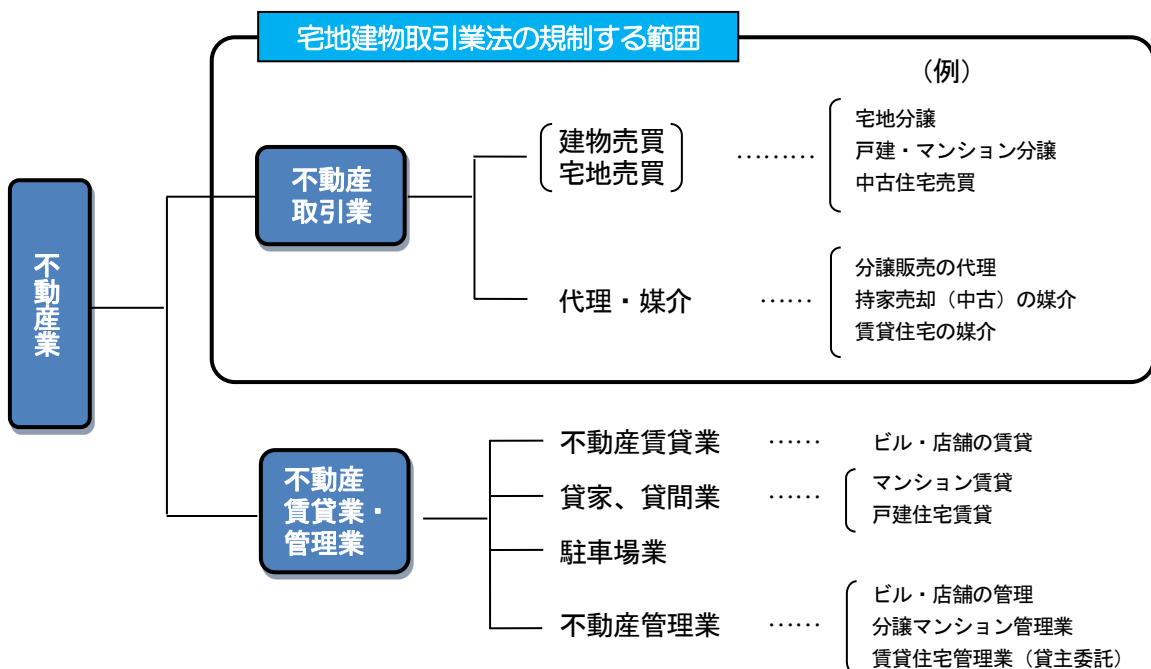 宅地建物取引業法の規制する範囲
（例）
不動産業
不動産
取引業
建物売買
宅地売買
………
宅地分譲
戸建・マンション分譲
中古住宅売買
代理・媒介
……
分譲販売の代理
持家売却（中古）の媒介
賃貸住宅の媒介
不動産
賃貸業・
管理業
不動産賃貸業
……
ビル・店舗の賃貸
貸家、貸間業
……
マンション賃貸
戸建住宅賃貸
駐車場業
不動産管理業
……
ビル・店舗の管理
分譲マンション管理業
賃貸住宅管理業（貸主委託）